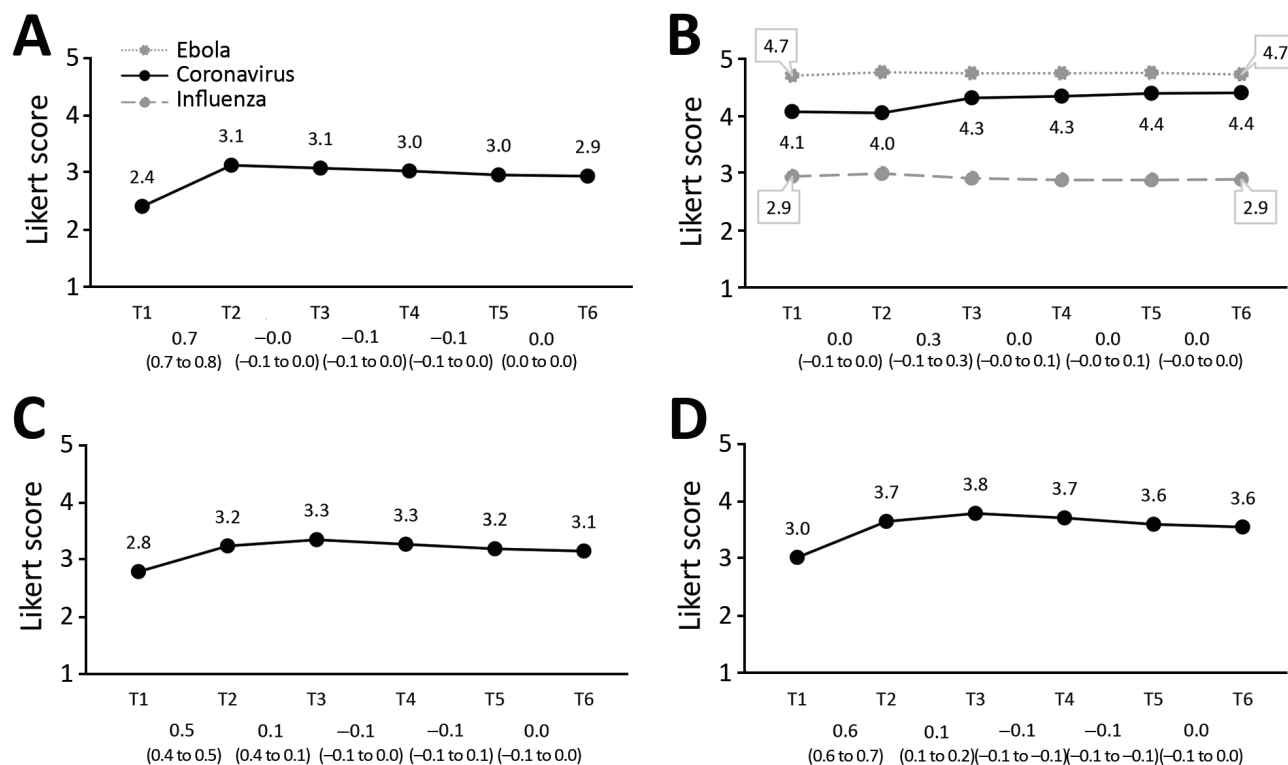 A
Ebola
Coronavirus
Influenza
Likert score
5
4
3
2
1
2.4 3.1 3.1 3.0 3.0 2.9
T1 T2 T3 T4 T5 T6
0.7 –0.0 –0.1 –0.1 0.0
(0.7 to 0.8) (–0.1 to 0.0) (–0.1 to 0.0) (–0.1 to 0.0) (0.0 to 0.0)
B
Likert score
5
4
3
2
1
4.7 4.7
4.1 4.0 4.3 4.3 4.4 4.4
2.9 2.9
T1 T2 T3 T4 T5 T6
0.0 0.3 0.0 0.0 0.0
(–0.1 to 0.0) (–0.1 to 0.3) (–0.0 to 0.1) (–0.0 to 0.1) (–0.0 to 0.0)
C
Likert score
5
4
3
2
1
2.8 3.2 3.3 3.3 3.2 3.1
T1 T2 T3 T4 T5 T6
0.5 0.1 –0.1 –0.1 0.0
(0.4 to 0.5) (0.4 to 0.1) (–0.1 to 0.0) (–0.1 to 0.1) (–0.1 to 0.0)
D
Likert score
5
4
3
2
1
3.0 3.7 3.8 3.7 3.6 3.6
T1 T2 T3 T4 T5 T6
0.6 0.1 –0.1 –0.1 0.0
(0.6 to 0.7) (0.1 to 0.2) (–0.1 to –0.1) (–0.1 to –0.1) (–0.1 to 0.0)